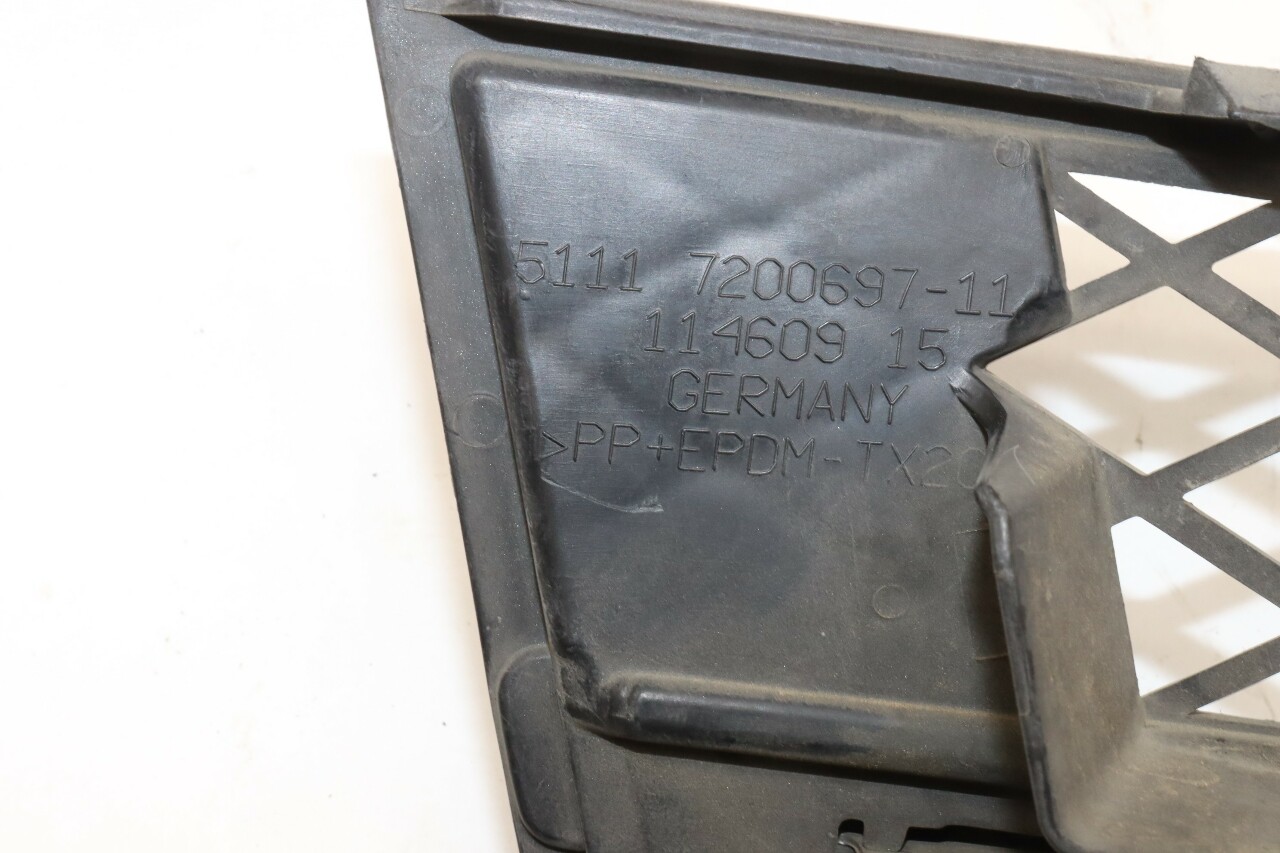 5111 7200697-11
114609 15
GERMANY
>PP+EPDM-TX20